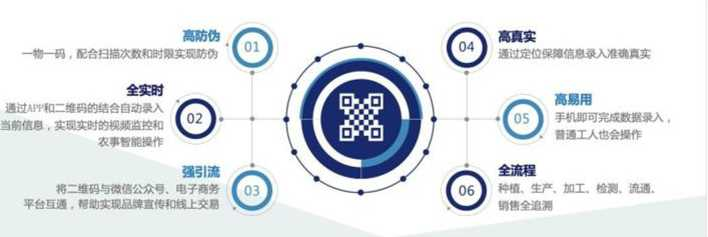 高防伪
01
一物一码，配合扫描次数和时限实现防伪
全实时
02
通过APP和二维码的结合自动录入
当前信息，实现实时的视频监控和
农事智能操作
强引流
03
将二维码与微信公众号、电子商务
平台互通，帮助实现品牌宣传和线上交易
04
高真实
通过定位保障信息录入准确真实
05
高易用
手机即可完成数据录入，
普通工人也会操作
06
全流程
种植、生产、加工、检测、流通、
销售全追溯